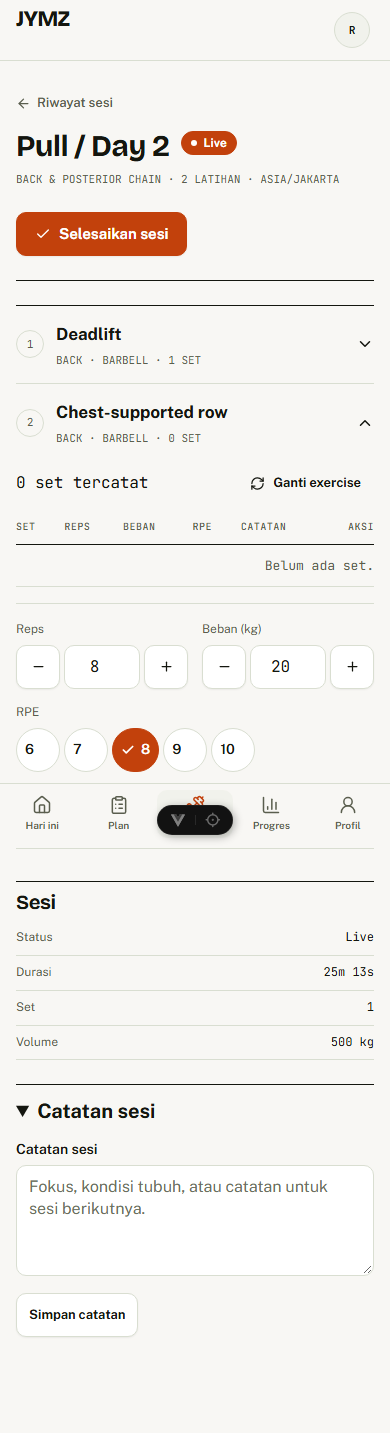 JYMZ
R
Riwayat sesi
Pull / Day 2
Live
BACK & POSTERIOR CHAIN · 2 LATIHAN · ASIA/JAKARTA
Selesaikan sesi
1
Deadlift
BACK · BARBELL · 1 SET
2
Chest-supported row
BACK · BARBELL · 0 SET
0 set tercatat
Ganti exercise
SET REPS BEBAN RPE CATATAN AKSI
Belum ada set.
Reps Beban (kg)
− 8 + − 20 +
RPE
6 7 8 9 10
Hari ini Plan Progres Profil
Sesi
Status Live
Durasi 25m 13s
Set 1
Volume 500 kg
Catatan sesi
Catatan sesi
Fokus, kondisi tubuh, atau catatan untuk
sesi berikutnya.
Simpan catatan